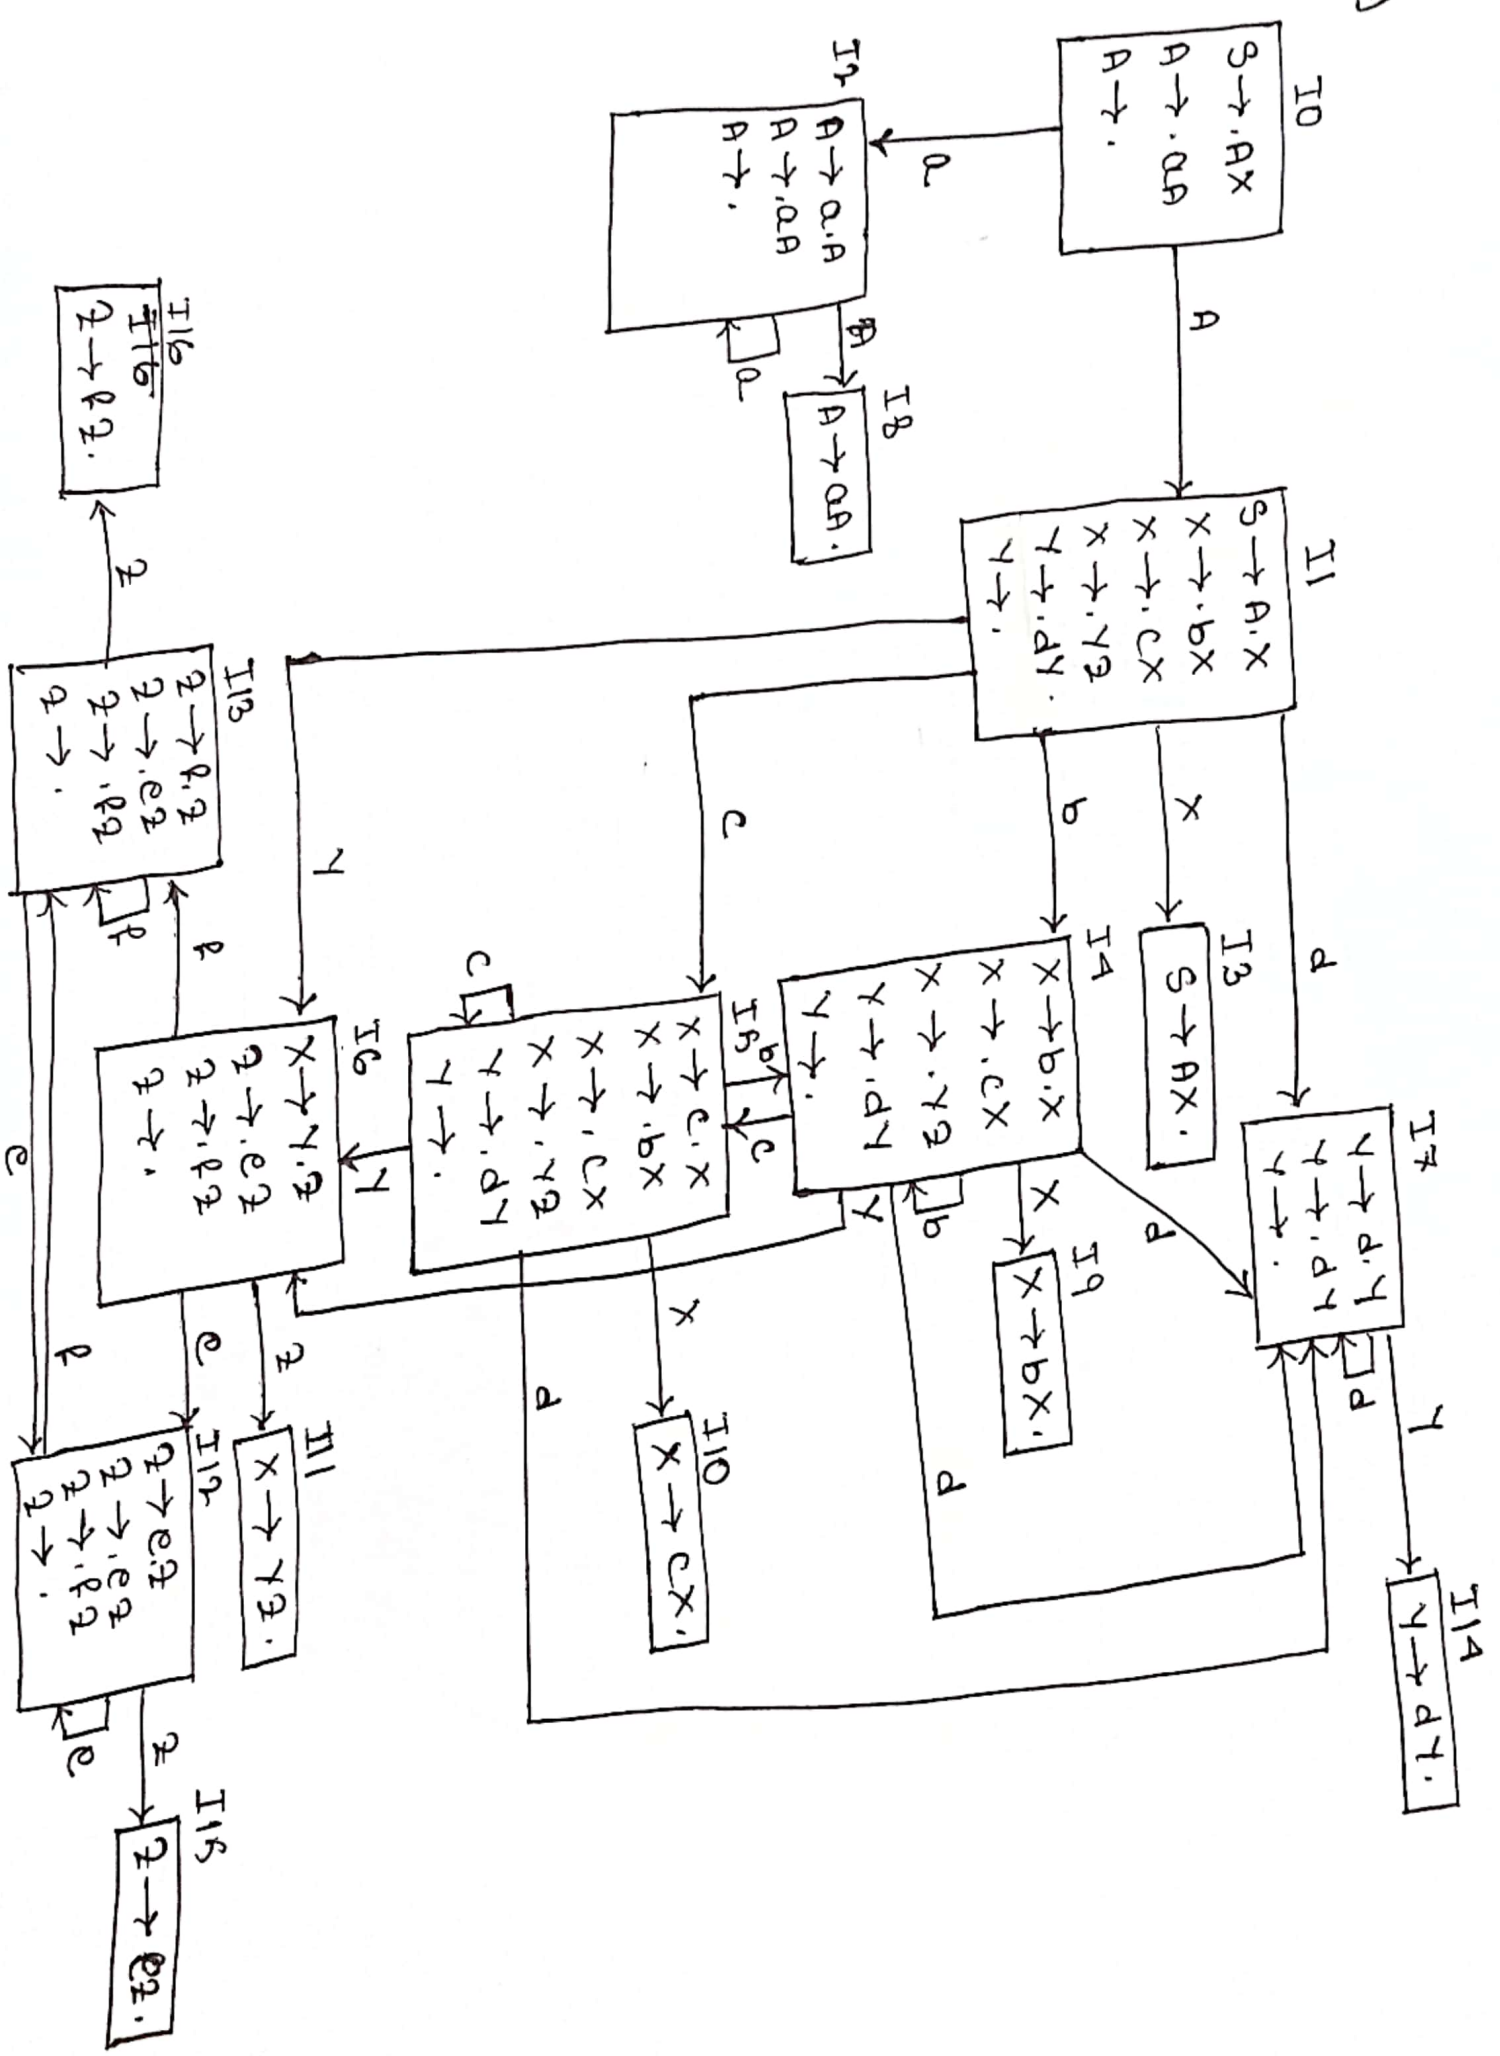 I0
S→.AX
A→.aA
A→.
a
A
I2
A→a.A
A→.aA
A→.
A
a
I8
A→aA.
I1
S→A.X
X→.bX
X→.CX
X→.YZ
Y→.dY.
Y→.
d
X
b
C
Y
I3
S→AX.
I7
Y→d.Y
Y→.dY
Y→.
d
Y
I14
Y→dY.
I4
X→b.X
X→.CX
X→.YZ
Y→.dY
Y→.
d
X
b
d
Y
b
C
I9
X→bX.
I5
X→C.X
X→.bX
X→.CX
X→.YZ
Y→.dY
Y→.
C
X
d
Y
I10
X→CX.
I6
X→Y.Z
Z→.eZ
Z→.fZ
Z→.
f
Z
e
I11
X→YZ.
I13
Z→f.Z
Z→.eZ
Z→.fZ
Z→.
f
Z
e
f
I16
I16
Z→fZ.
I12
Z→e.Z
Z→.eZ
Z→.fZ
Z→.
Z
e
I15
Z→eZ.